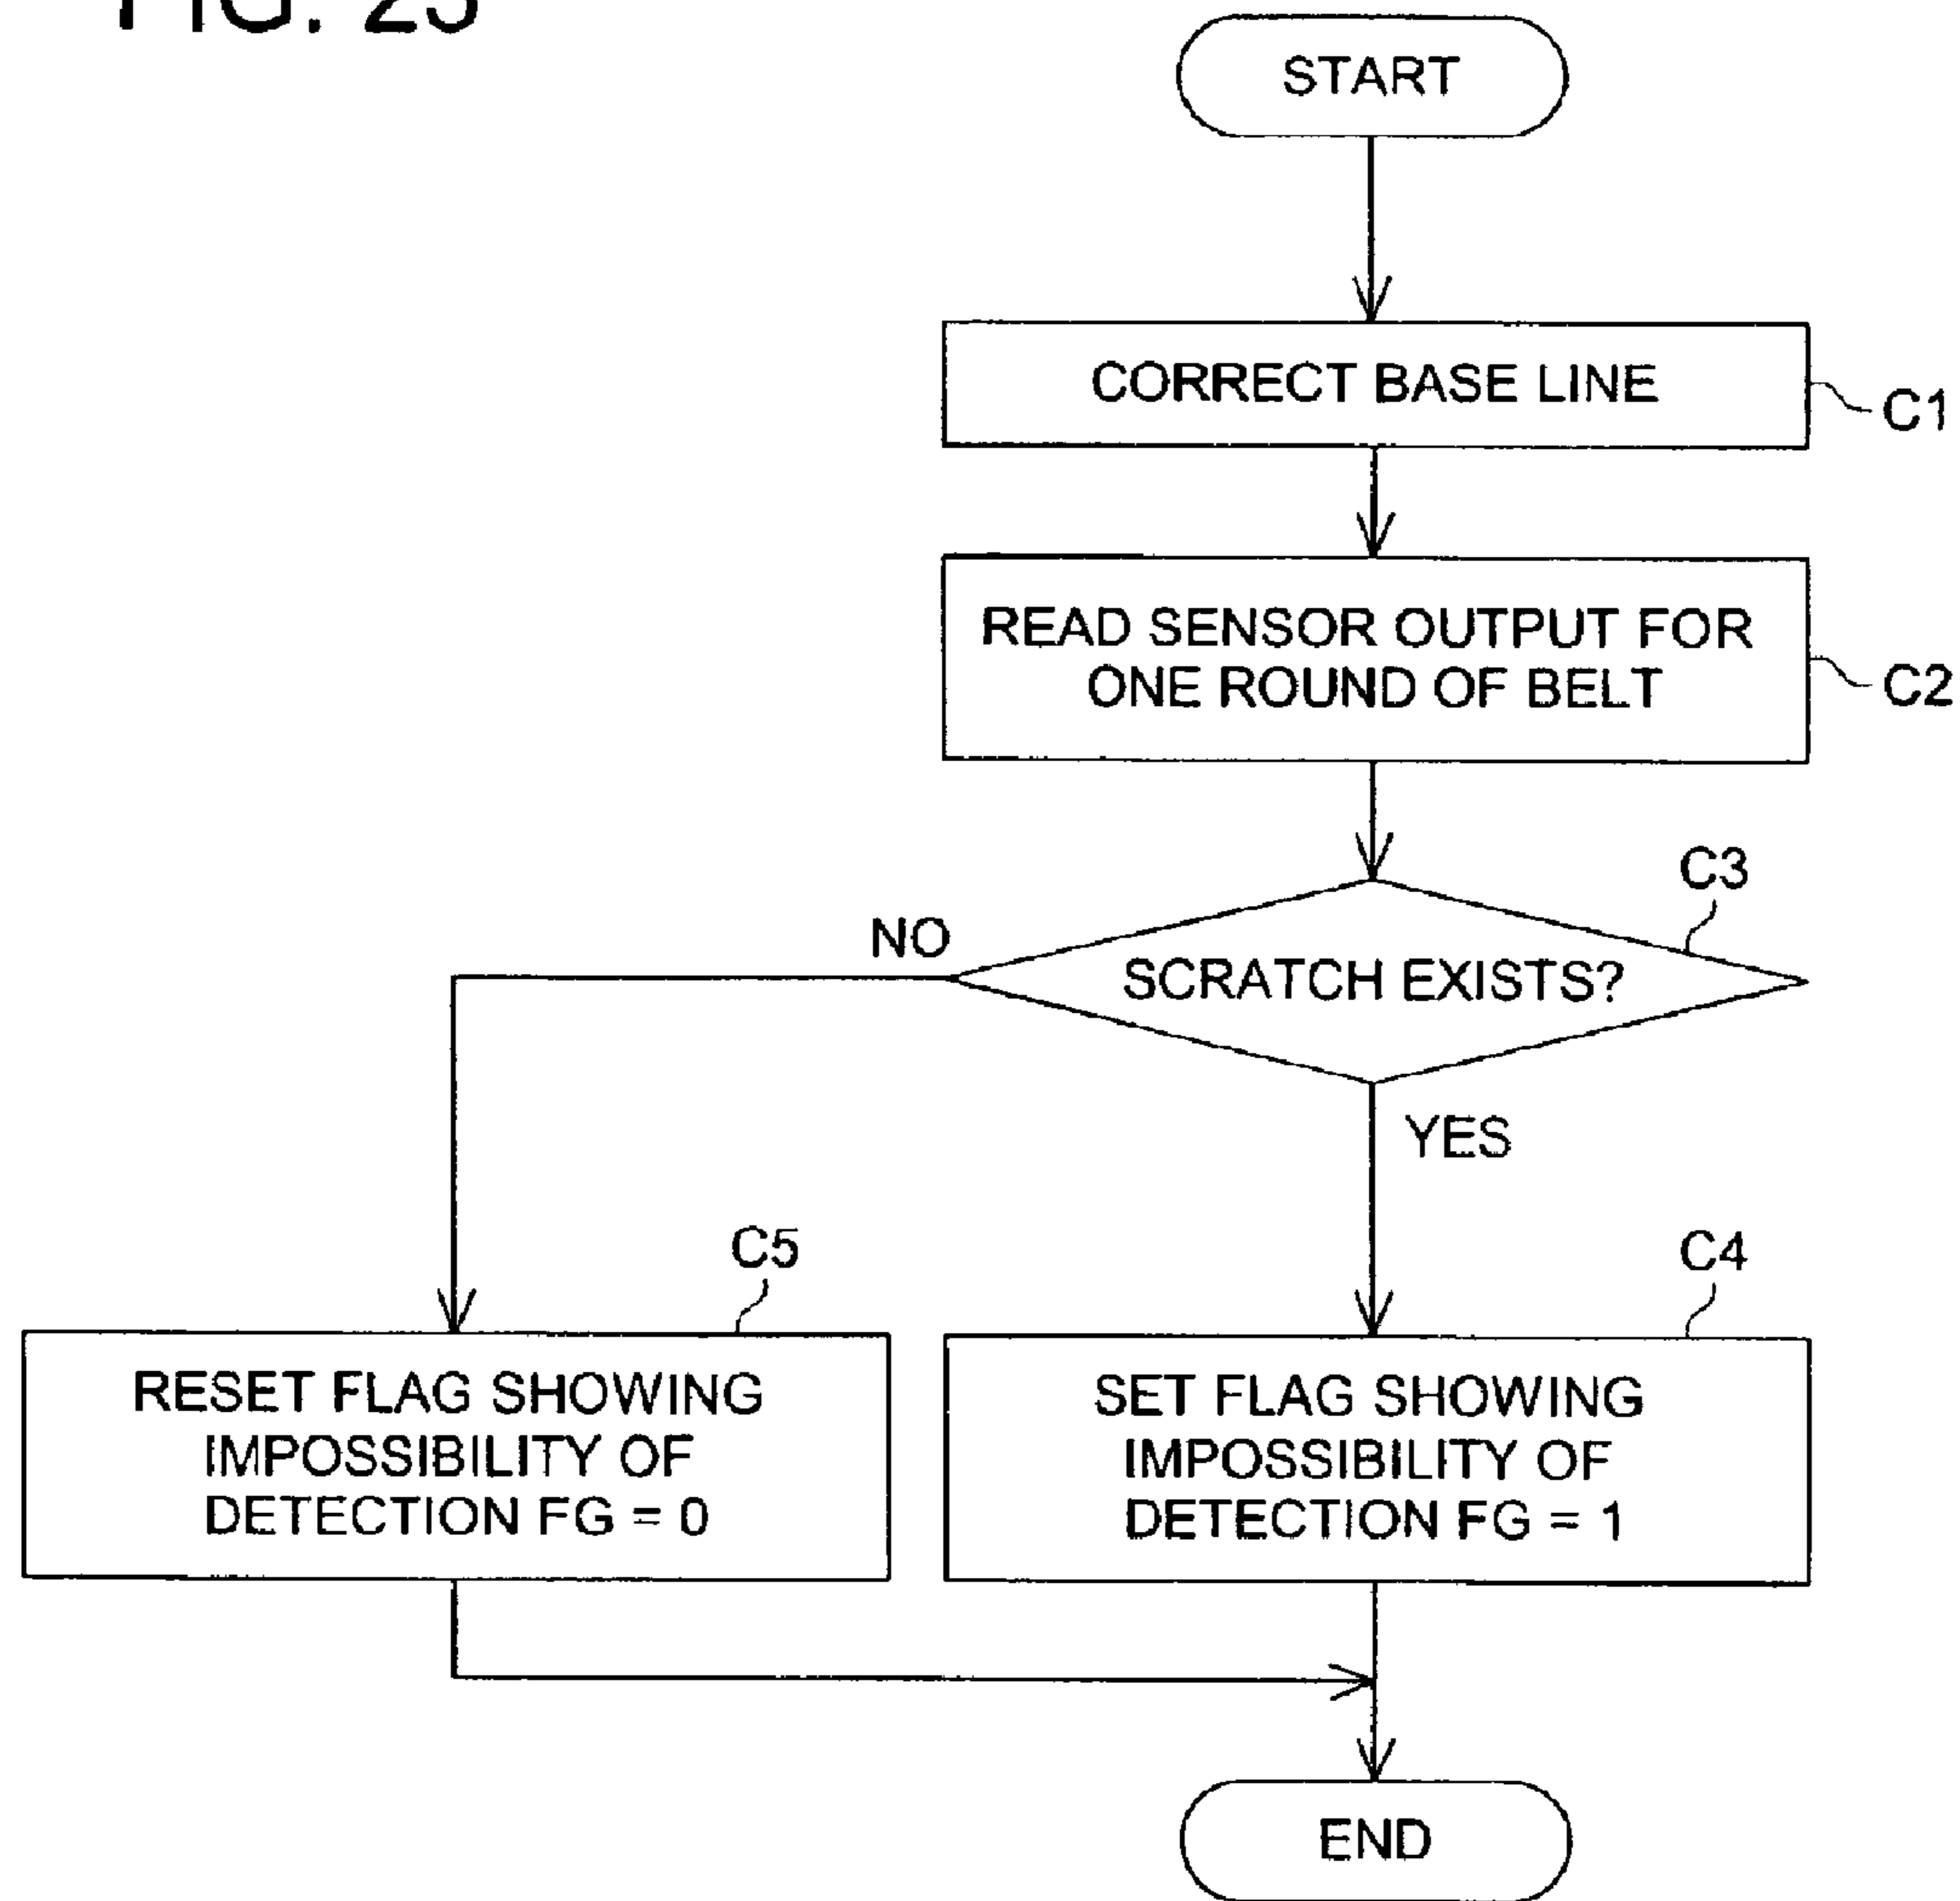 FIG. 23
START
CORRECT BASE LINE
C1
READ SENSOR OUTPUT FOR
ONE ROUND OF BELT
C2
C3
NO
SCRATCH EXISTS?
YES
C5
C4
RESET FLAG SHOWING
IMPOSSIBILITY OF
DETECTION FG = 0
SET FLAG SHOWING
IMPOSSIBILITY OF
DETECTION FG = 1
END